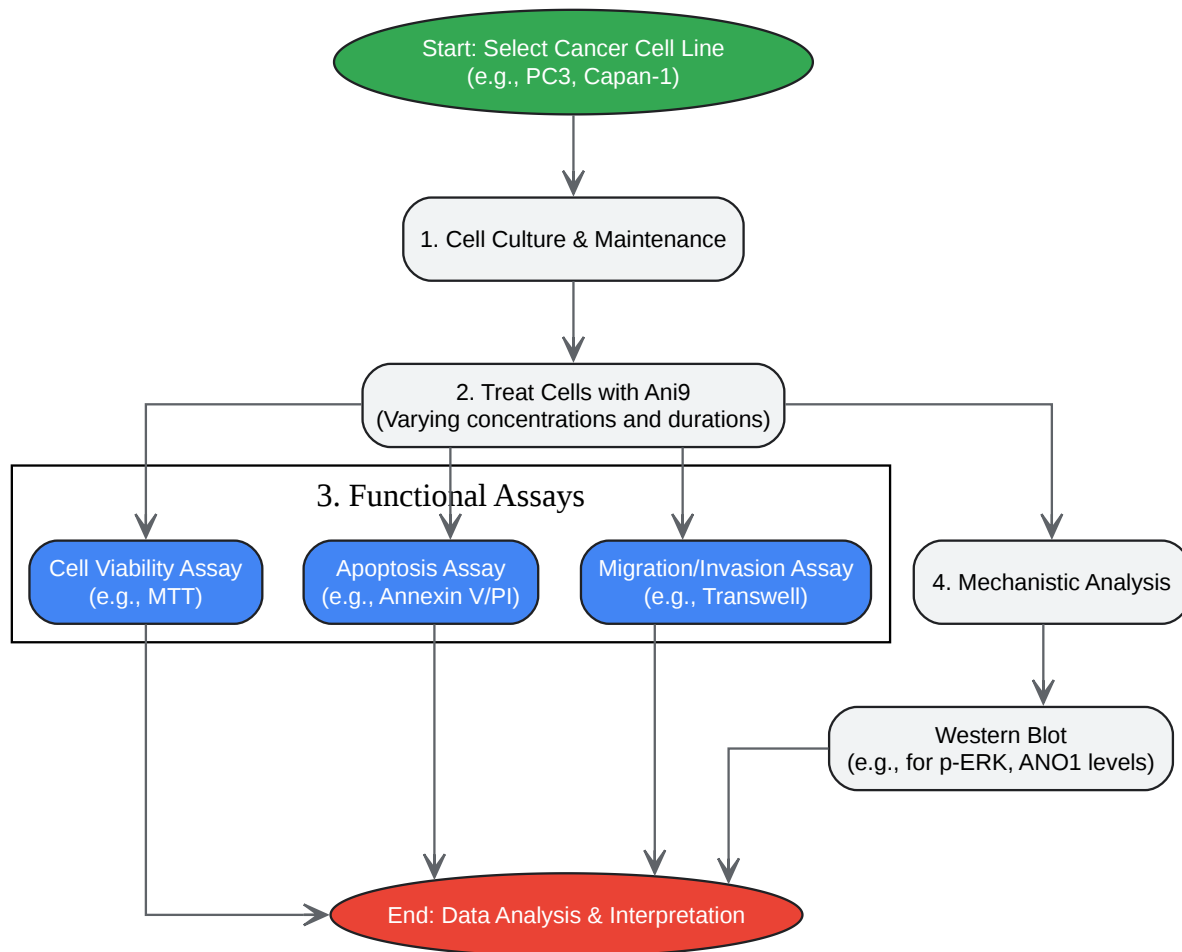 Start: Select Cancer Cell Line
(e.g., PC3, Capan-1)
1. Cell Culture & Maintenance
2. Treat Cells with Ani9
(Varying concentrations and durations)
3. Functional Assays
Cell Viability Assay
(e.g., MTT)
Apoptosis Assay
(e.g., Annexin V/PI)
Migration/Invasion Assay
(e.g., Transwell)
4. Mechanistic Analysis
Western Blot
(e.g., for p-ERK, ANO1 levels)
End: Data Analysis & Interpretation